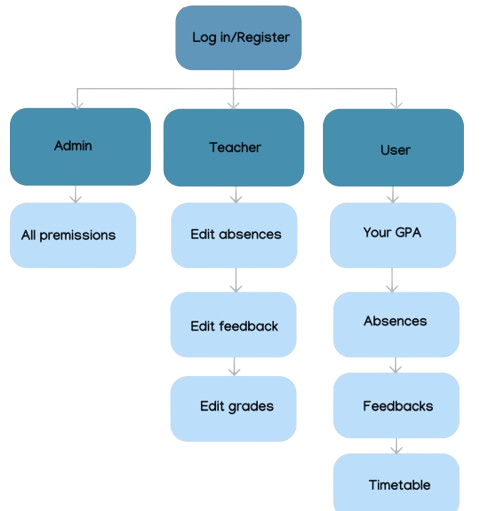 Log in/Register
Admin
Teacher
User
All premissions
Edit absences
Your GPA
Edit feedback
Absences
Edit grades
Feedbacks
Timetable